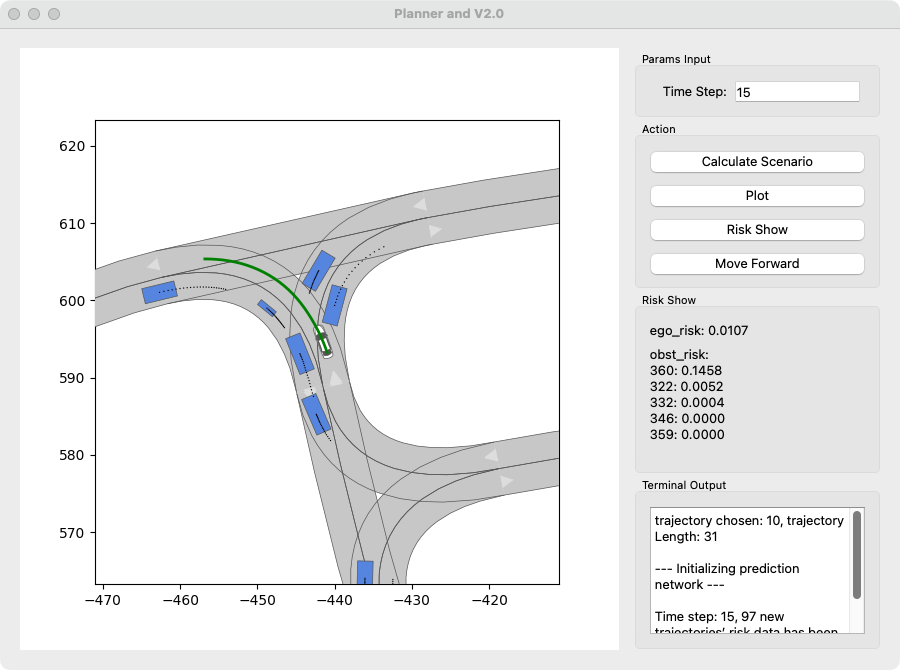 Planner and V2.0
620
610
600
590
580
570
−470
−460
−450
−440
−430
−420
Params Input
Time Step:
15
Action
Calculate Scenario
Plot
Risk Show
Move Forward
Risk Show
ego_risk: 0.0107
obst_risk:
360: 0.1458
322: 0.0052
332: 0.0004
346: 0.0000
359: 0.0000
Terminal Output
trajectory chosen: 10, trajectory
Length: 31
--- Initializing prediction
network ---
Time step: 15, 97 new
trajectories' risk data has been